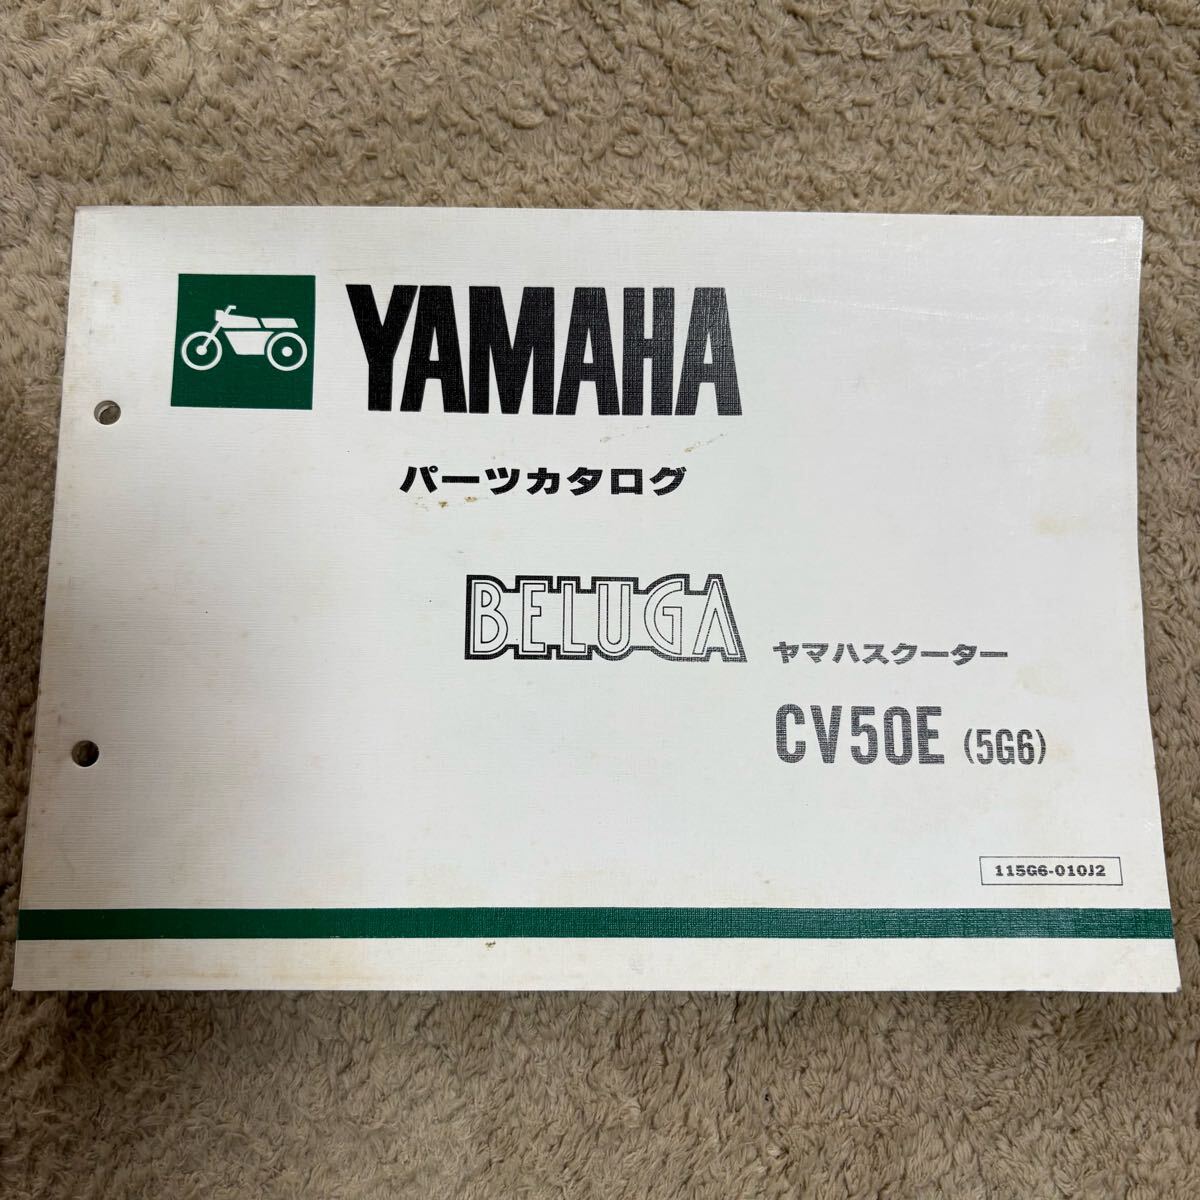 YAMAHA
パーツカタログ
BELUGA ヤマハスクーター
CV50E (5G6)
115G6-010J2